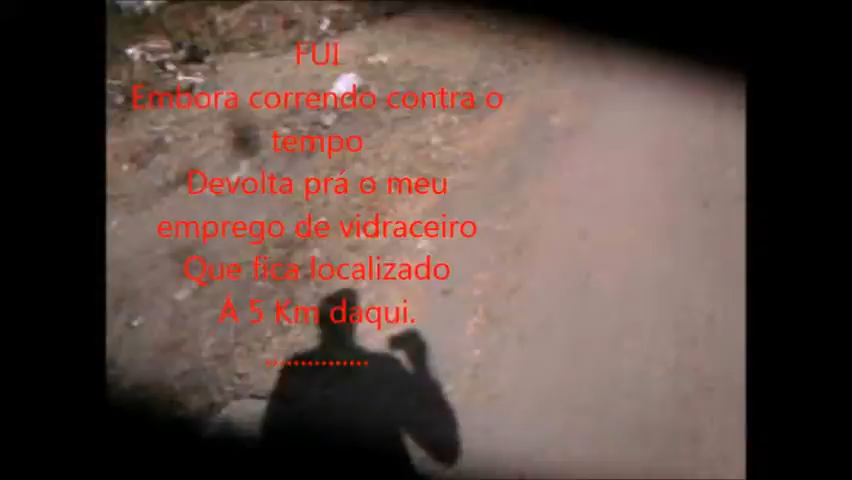 FUI
Embora correndo contra o
tempo
Devolta prá o meu
emprego de vidraceiro
Que fica localizado
Á 5 Km daqui.
...............